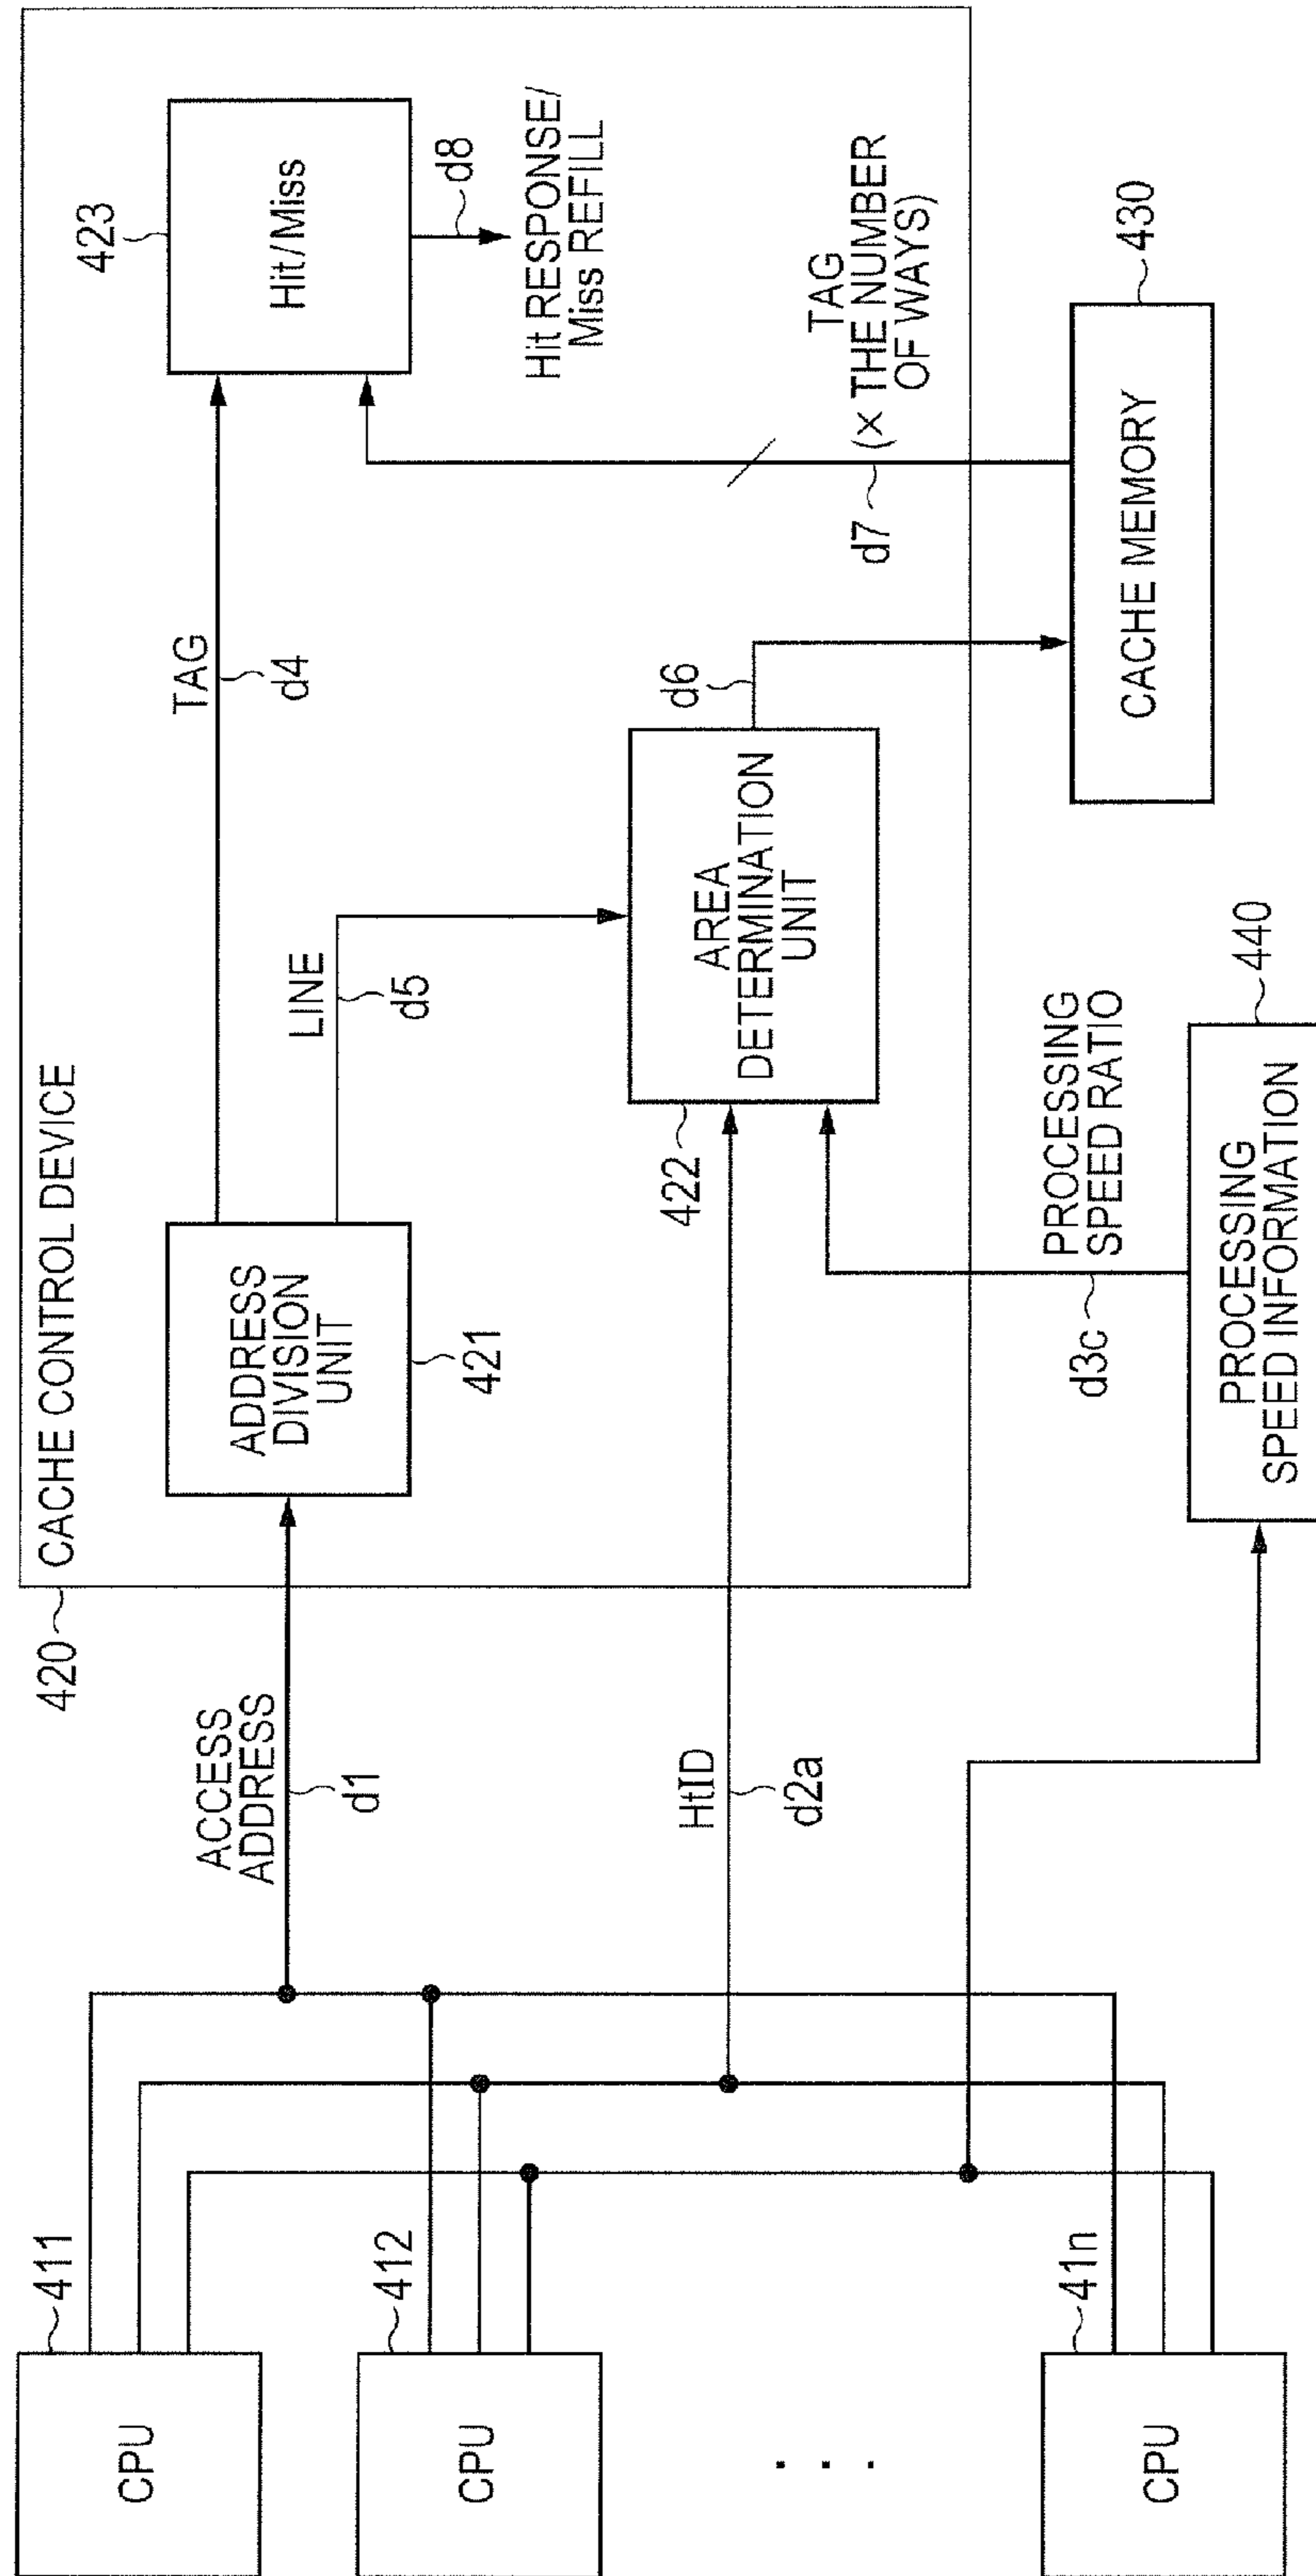 420 CACHE CONTROL DEVICE
411
CPU
412
CPU
. . .
41n
CPU
ACCESS
ADDRESS
d1
HtID
d2a
ADDRESS
DIVISION
UNIT
421
TAG
d4
LINE
d5
423
Hit/Miss
d8
Hit RESPONSE/
Miss REFILL
422
AREA
DETERMINATION
UNIT
d6
d7
TAG
(× THE NUMBER
OF WAYS)
PROCESSING
SPEED RATIO
d3c
440
PROCESSING
SPEED INFORMATION
430
CACHE MEMORY